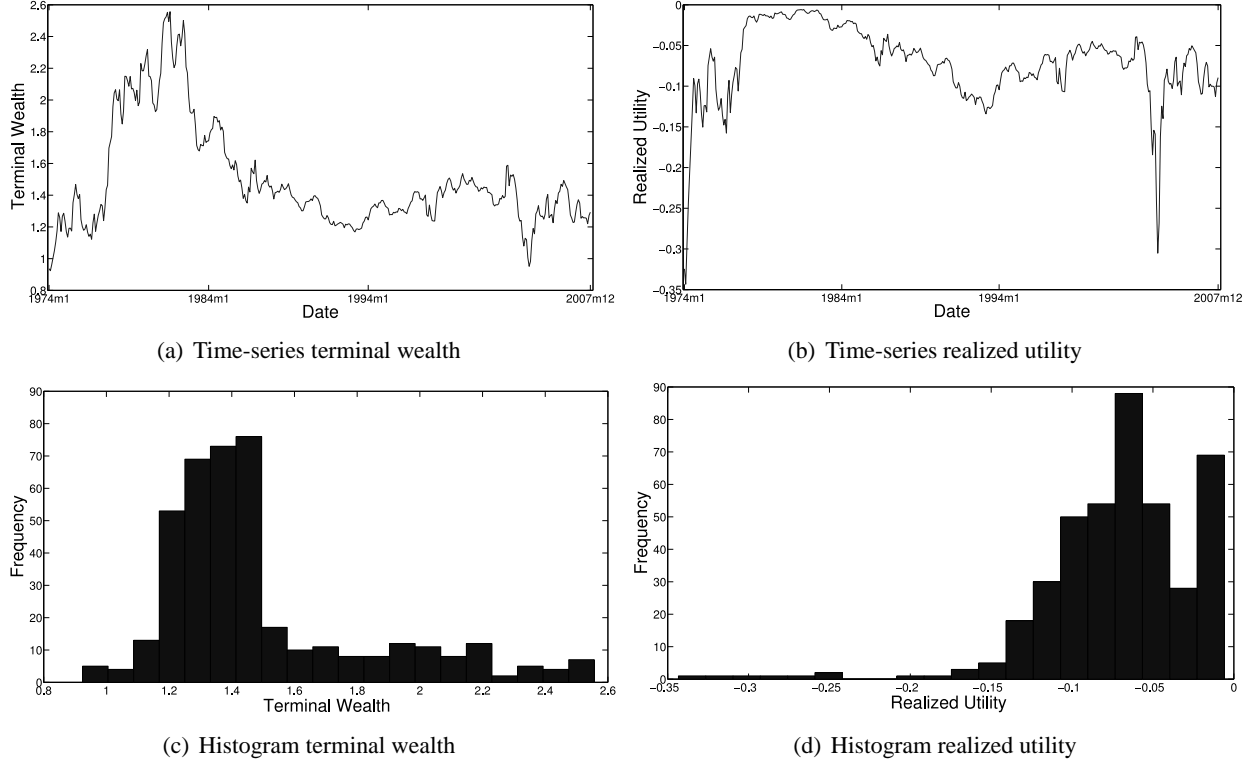 2.6
2.4
2.2
2
1.8
1.6
1.4
1.2
1
0.8
Terminal Wealth
1974m1 1984m1 1994m1 2007m12
Date
(a) Time-series terminal wealth
0
−0.05
−0.1
−0.15
−0.2
−0.25
−0.3
−0.35
Realized Utility
1974m1 1984m1 1994m1 2007m12
Date
(b) Time-series realized utility
90
80
70
60
50
40
30
20
10
0
Frequency
0.8 1 1.2 1.4 1.6 1.8 2 2.2 2.4 2.6
Terminal Wealth
(c) Histogram terminal wealth
90
80
70
60
50
40
30
20
10
0
Frequency
−0.35 −0.3 −0.25 −0.2 −0.15 −0.1 −0.05 0
Realized Utility
(d) Histogram realized utility